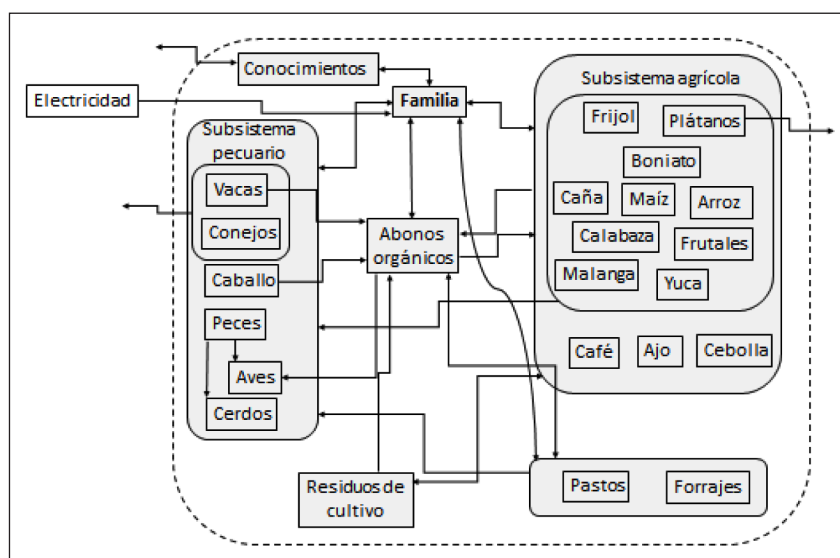 Conocimientos
Electricidad
Familia
Subsistema
pecuario
Vacas
Conejos
Caballo
Peces
Aves
Cerdos
Abonos
orgánicos
Residuos de
cultivo
Subsistema agrícola
Frijol
Plátanos
Boniato
Caña
Maíz
Arroz
Calabaza
Frutales
Malanga
Yuca
Café
Ajo
Cebolla
Pastos
Forrajes